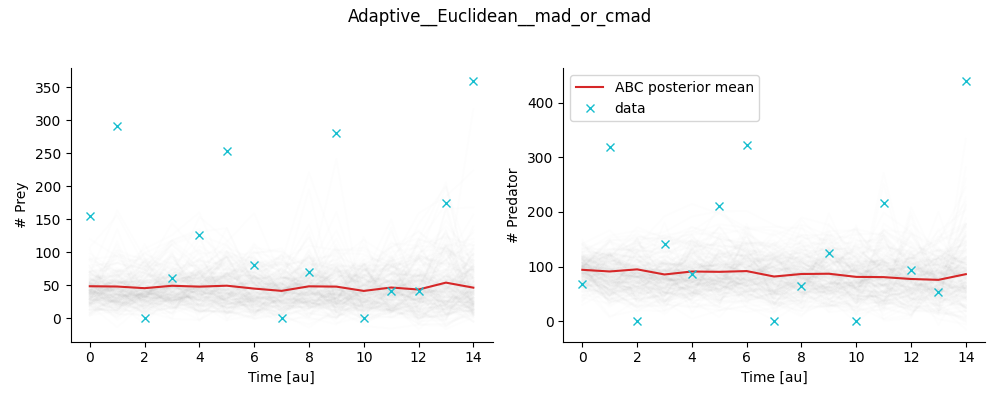 Adaptive__Euclidean__mad_or_cmad
# Prey
350
300
250
200
150
100
50
0
0 2 4 6 8 10 12 14
Time [au]
# Predator
400
300
200
100
0
ABC posterior mean
data
0 2 4 6 8 10 12 14
Time [au]